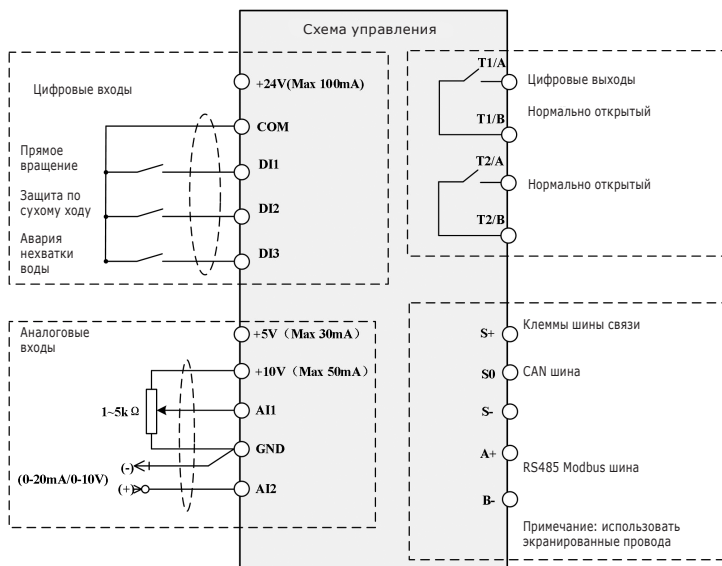 Схема управления
Цифровые входы
+24V(Max 100mA)
COM
Прямое
вращение
DI1
Защита по
сухому ходу
DI2
Авария
нехватки
воды
DI3
T1/A
Цифровые выходы
Нормально открытый
T1/B
T2/A
Нормально открытый
T2/B
Аналоговые
входы
+5V (Max 30mA)
+10V (Max 50mA)
1~5k Ω
AI1
GND
(-)
(0-20mA/0-10V)
(+)
AI2
S+
Клеммы шины связи
S0
CAN шина
S-
A+
RS485 Modbus шина
B-
Примечание: использовать
экранированные провода